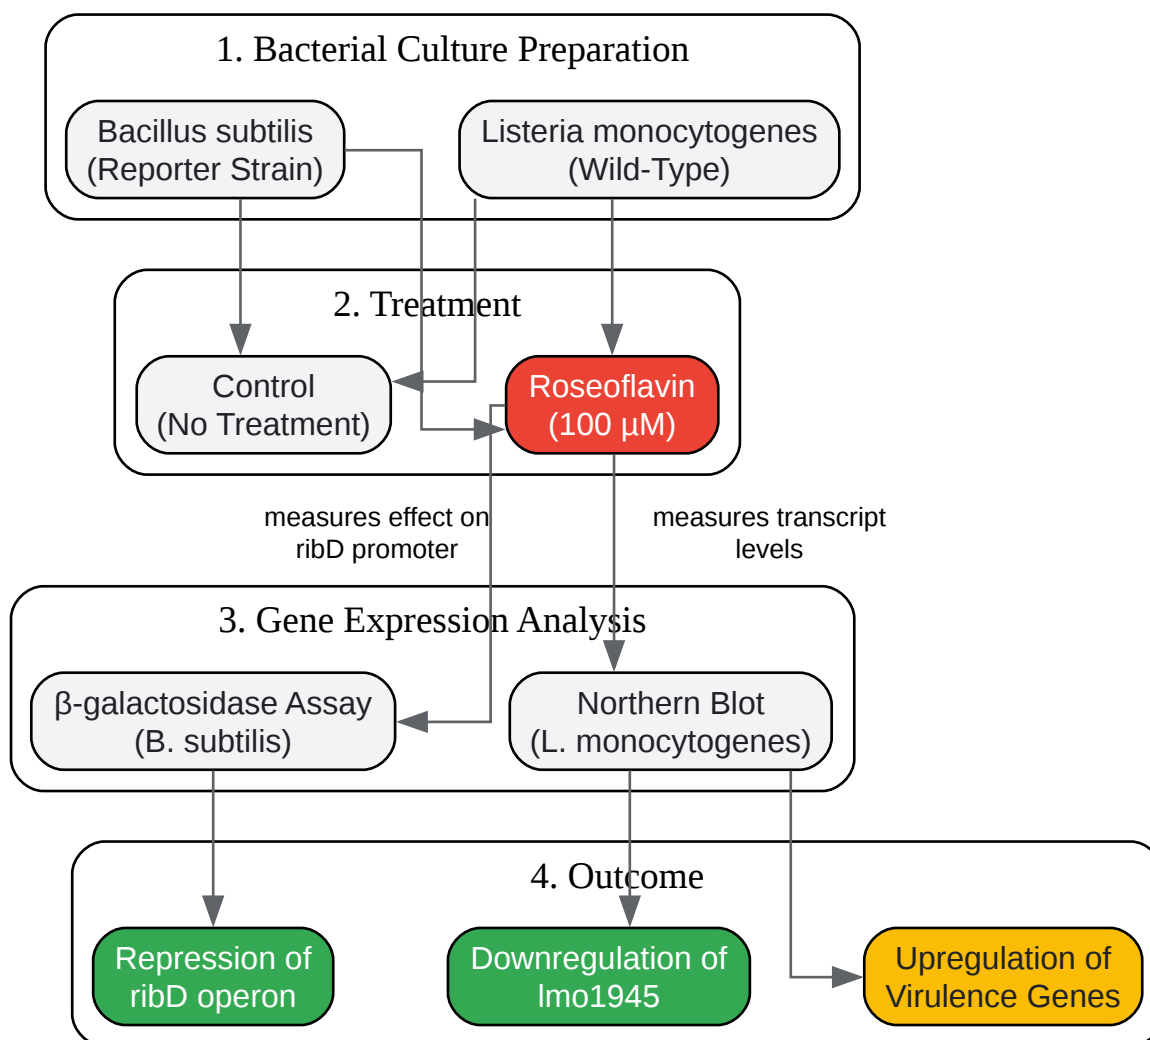 1. Bacterial Culture Preparation
Bacillus subtilis
(Reporter Strain)
Listeria monocytogenes
(Wild-Type)
2. Treatment
Control
(No Treatment)
Roseoflavin
(100 µM)
measures effect on
ribD promoter
measures transcript
levels
3. Gene Expression Analysis
β-galactosidase Assay
(B. subtilis)
Northern Blot
(L. monocytogenes)
4. Outcome
Repression of
ribD operon
Downregulation of
lmo1945
Upregulation of
Virulence Genes